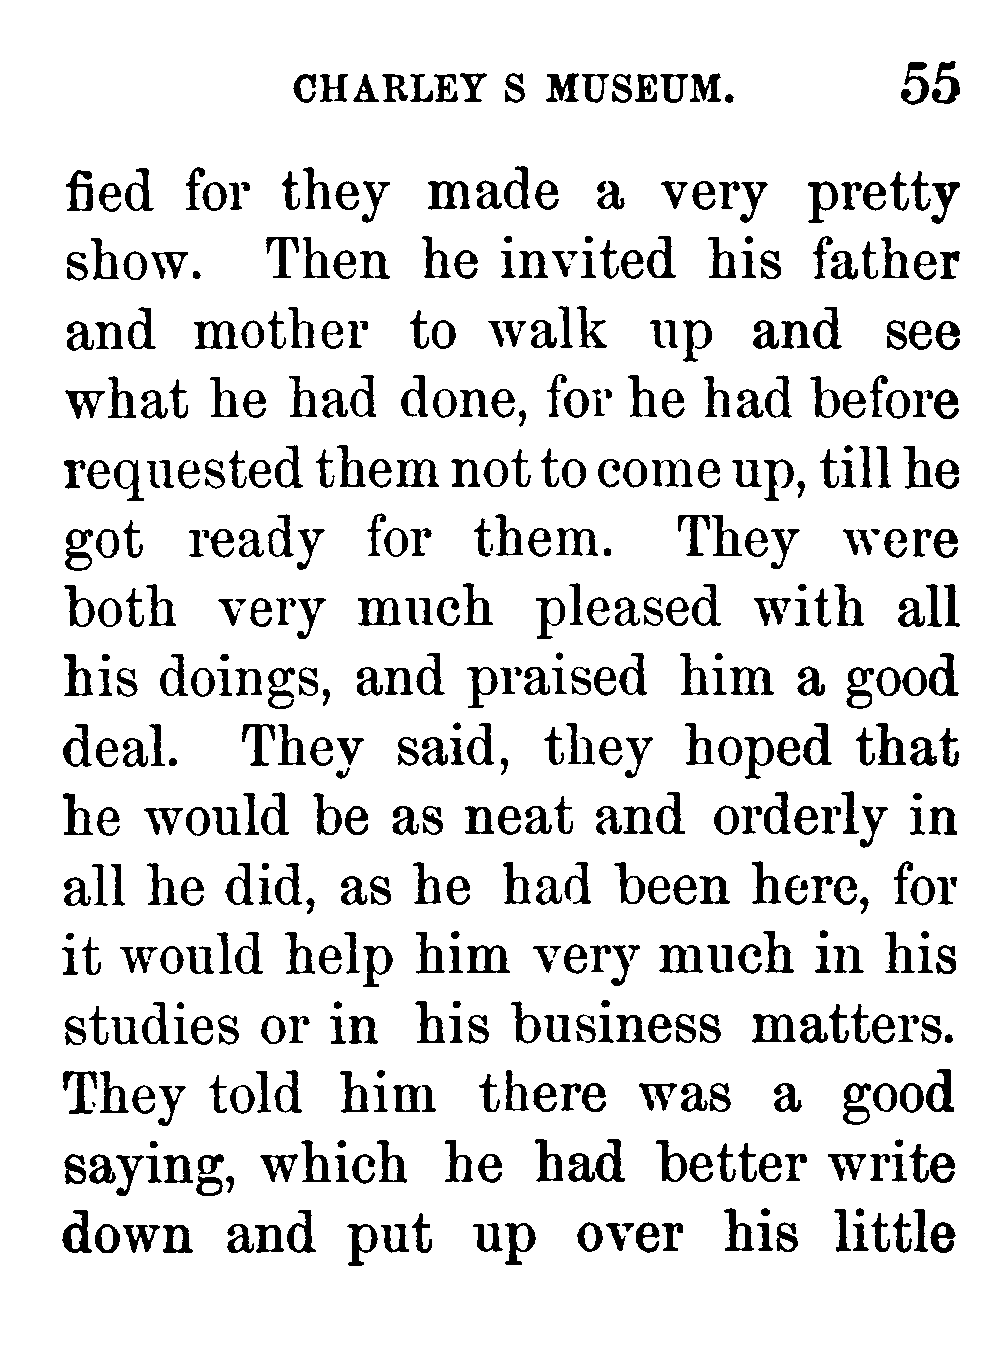 CHARLEY S MUSEUM. 55
fied for they made a very pretty
show. Then he invited his father
and mother to walk up and see
what he had done, for he had before
requested them not to come up, till he
got ready for them. They were
both very much pleased with all
his doings, and praised him a good
deal. They said, they hoped that
he would be as neat and orderly in
all he did, as he had been here, for
it would help him very much in his
studies or in his business matters.
They told him there was a good
saying, which he had better write
down and put up over his little